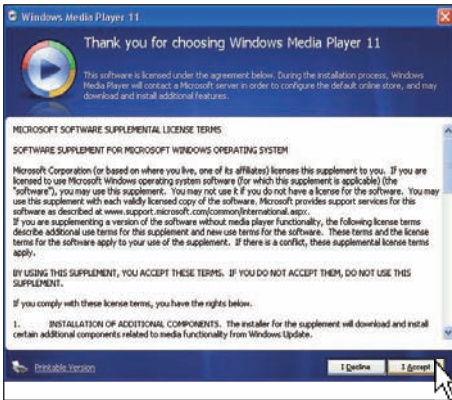 Windows Media Player 11
Thank you for choosing Windows Media Player 11
This software is licensed under the agreement below. During the installation process, Windows
Media Player will contact a Microsoft server in order to configure the default online store, and may
download and install additional features.
MICROSOFT SOFTWARE SUPPLEMENTAL LICENSE TERMS
SOFTWARE SUPPLEMENT FOR MICROSOFT WINDOWS OPERATING SYSTEM
Microsoft Corporation (or based on where you live, one of its affiliates) licenses this supplement to you. If you are
licensed to use Microsoft Windows operating system software (for which this supplement is applicable) (the
"software"), you may use this supplement. You may not use it if you do not have a license for the software. You may
use this supplement with each validly licensed copy of the software. Microsoft provides support services for this
software as described at www.support.microsoft.com/common/international.aspx.
If you are supplementing a version of the software without media player functionality, the following license terms
describe additional use terms for this supplement and new use terms for the software. These terms and the license
terms for the software apply to your use of the supplement. If there is a conflict, these supplemental license terms
apply.
BY USING THIS SUPPLEMENT, YOU ACCEPT THESE TERMS. IF YOU DO NOT ACCEPT THEM, DO NOT USE THIS
SUPPLEMENT.
If you comply with these license terms, you have the rights below.
1. INSTALLATION OF ADDITIONAL COMPONENTS. The installer for the supplement will download and install
certain additional components related to media functionality from Windows Update.
Printable Version
I Decline
I Accept